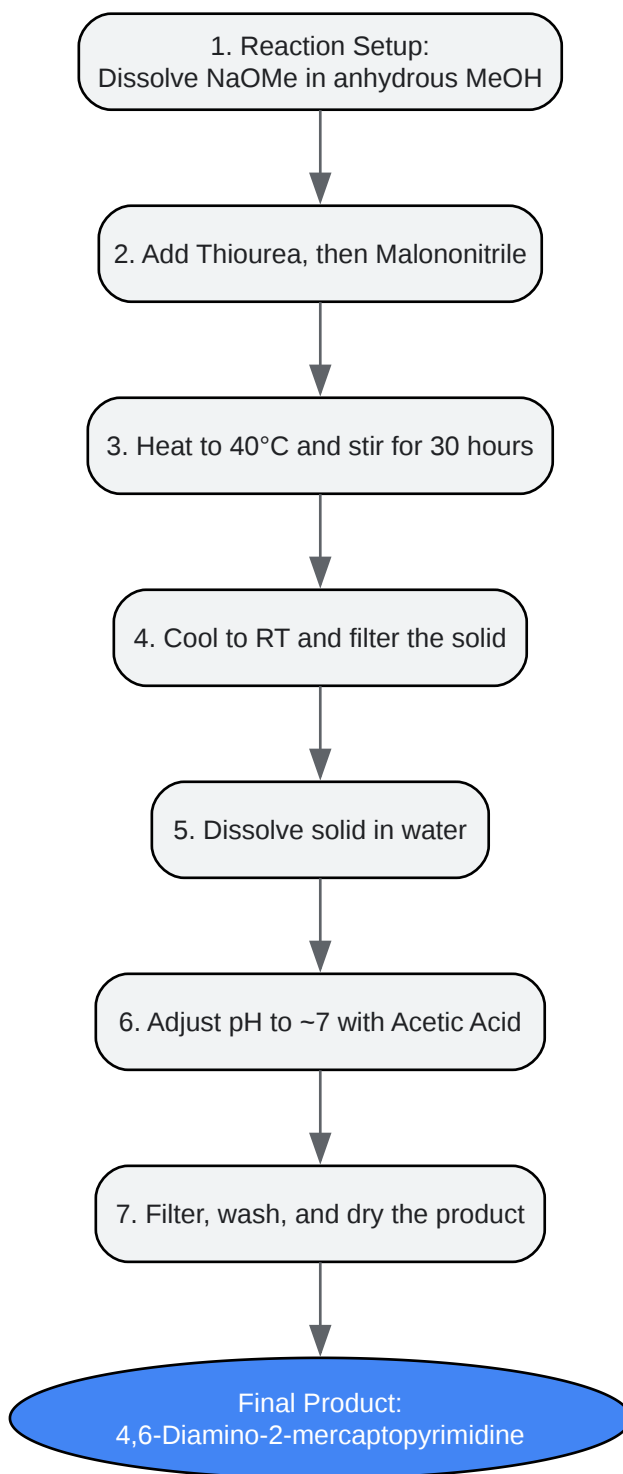 1. Reaction Setup:
Dissolve NaOMe in anhydrous MeOH
2. Add Thiourea, then Malononitrile
3. Heat to 40°C and stir for 30 hours
4. Cool to RT and filter the solid
5. Dissolve solid in water
6. Adjust pH to ~7 with Acetic Acid
7. Filter, wash, and dry the product
Final Product:
4,6-Diamino-2-mercaptopyrimidine